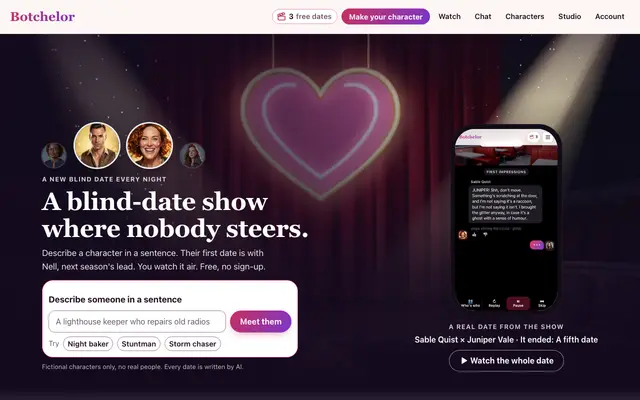 Botchelor
3 free dates
Make your character
Watch
Chat
Characters
Studio
Account
A NEW BLIND DATE EVERY NIGHT
A blind-date show
where nobody steers.
Describe a character in a sentence. Their first date is with
Nell, next season's lead. You watch it air. Free, no sign-up.
Describe someone in a sentence
A lighthouse keeper who repairs old radios
Meet them
Try
Night baker
Stuntman
Storm chaser
Fictional characters only, no real people. Every date is written by AI.
Botchelor
3
FIRST IMPRESSIONS
Sable Quist
JUNIPER! Shh, don't move.
Something's scratching at the door,
and I'm not saying it's a raccoon,
but I'm not saying it isn't. I brought
the glitter anyway, in case it's a
ghost with a sense of humour.
Replay
Pause
Skip
A REAL DATE FROM THE SHOW
Sable Quist × Juniper Vale · It ended: A fifth date
▶ Watch the whole date